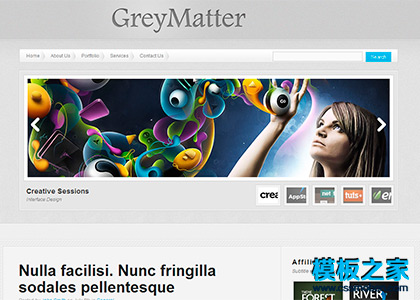 GreyMatter
Home About Us Portfolio Services Contact Us
Search
Creative Sessions
Interface Design
crea
AppSt
net
tuts+
en
Nulla facilisi. Nunc fringilla
sodales pellentesque
Affili
Subtitle
FOREST
RIVER
模板之家